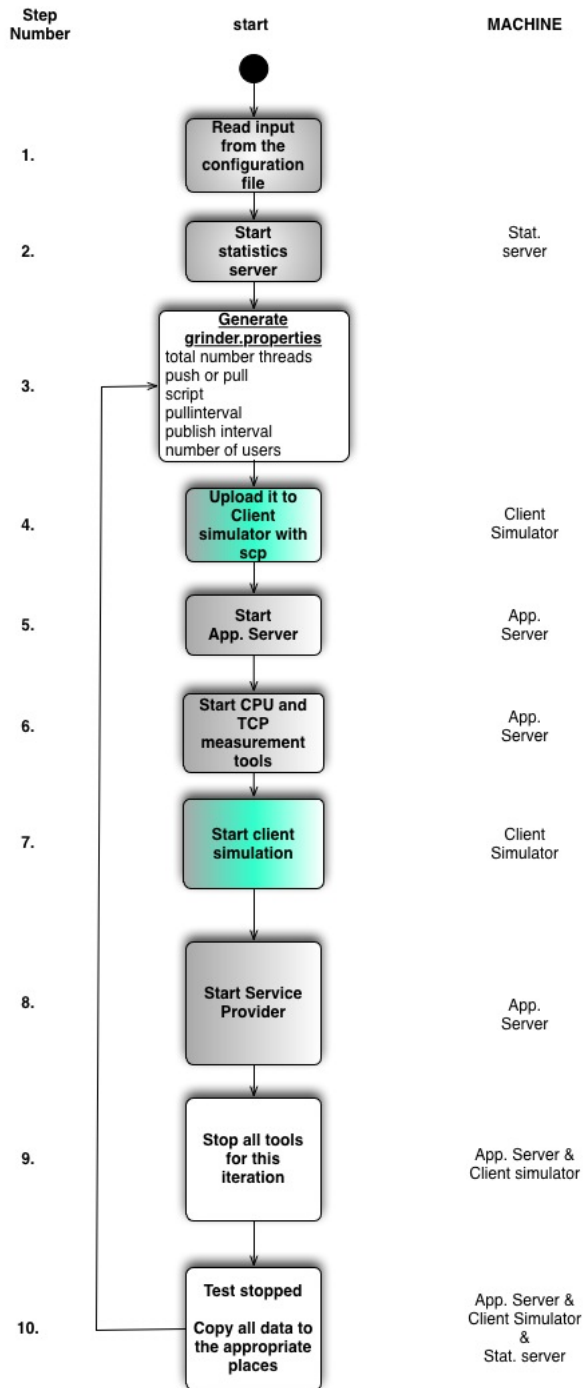 Step
Number
start
MACHINE
1.
Read input
from the
configuration
file
2.
Start
statistics
server
Stat.
server
3.
Generate
grinder.properties
total number threads
push or pull
script
pullinterval
publish interval
number of users
4.
Upload it to
Client
simulator with
scp
Client
Simulator
5.
Start
App. Server
App.
Server
6.
Start CPU and
TCP
measurement
tools
App.
Server
7.
Start client
simulation
Client
Simulator
8.
Start Service
Provider
App.
Server
9.
Stop all tools
for this
iteration
App. Server &
Client simulator
10.
Test stopped
Copy all data to
the appropriate
places
App. Server &
Client Simulator
&
Stat. server